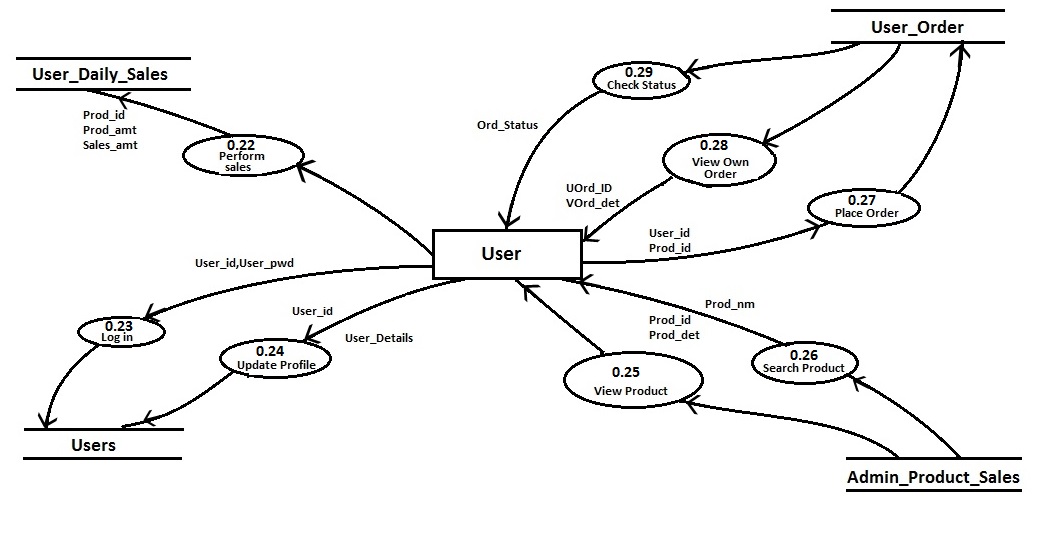 User_Order
User_Daily_Sales
0.29
Check Status
Prod_id
Prod_amt
Sales_amt
Ord_Status
0.22
Perform
sales
0.28
View Own
Order
UOrd_ID
VOrd_det
0.27
Place Order
User_id
Prod_id
User
User_id,User_pwd
Prod_nm
User_id
Prod_id
Prod_det
0.23
Log in
User_Details
0.24
Update Profile
0.25
View Product
0.26
Search Product
Users
Admin_Product_Sales